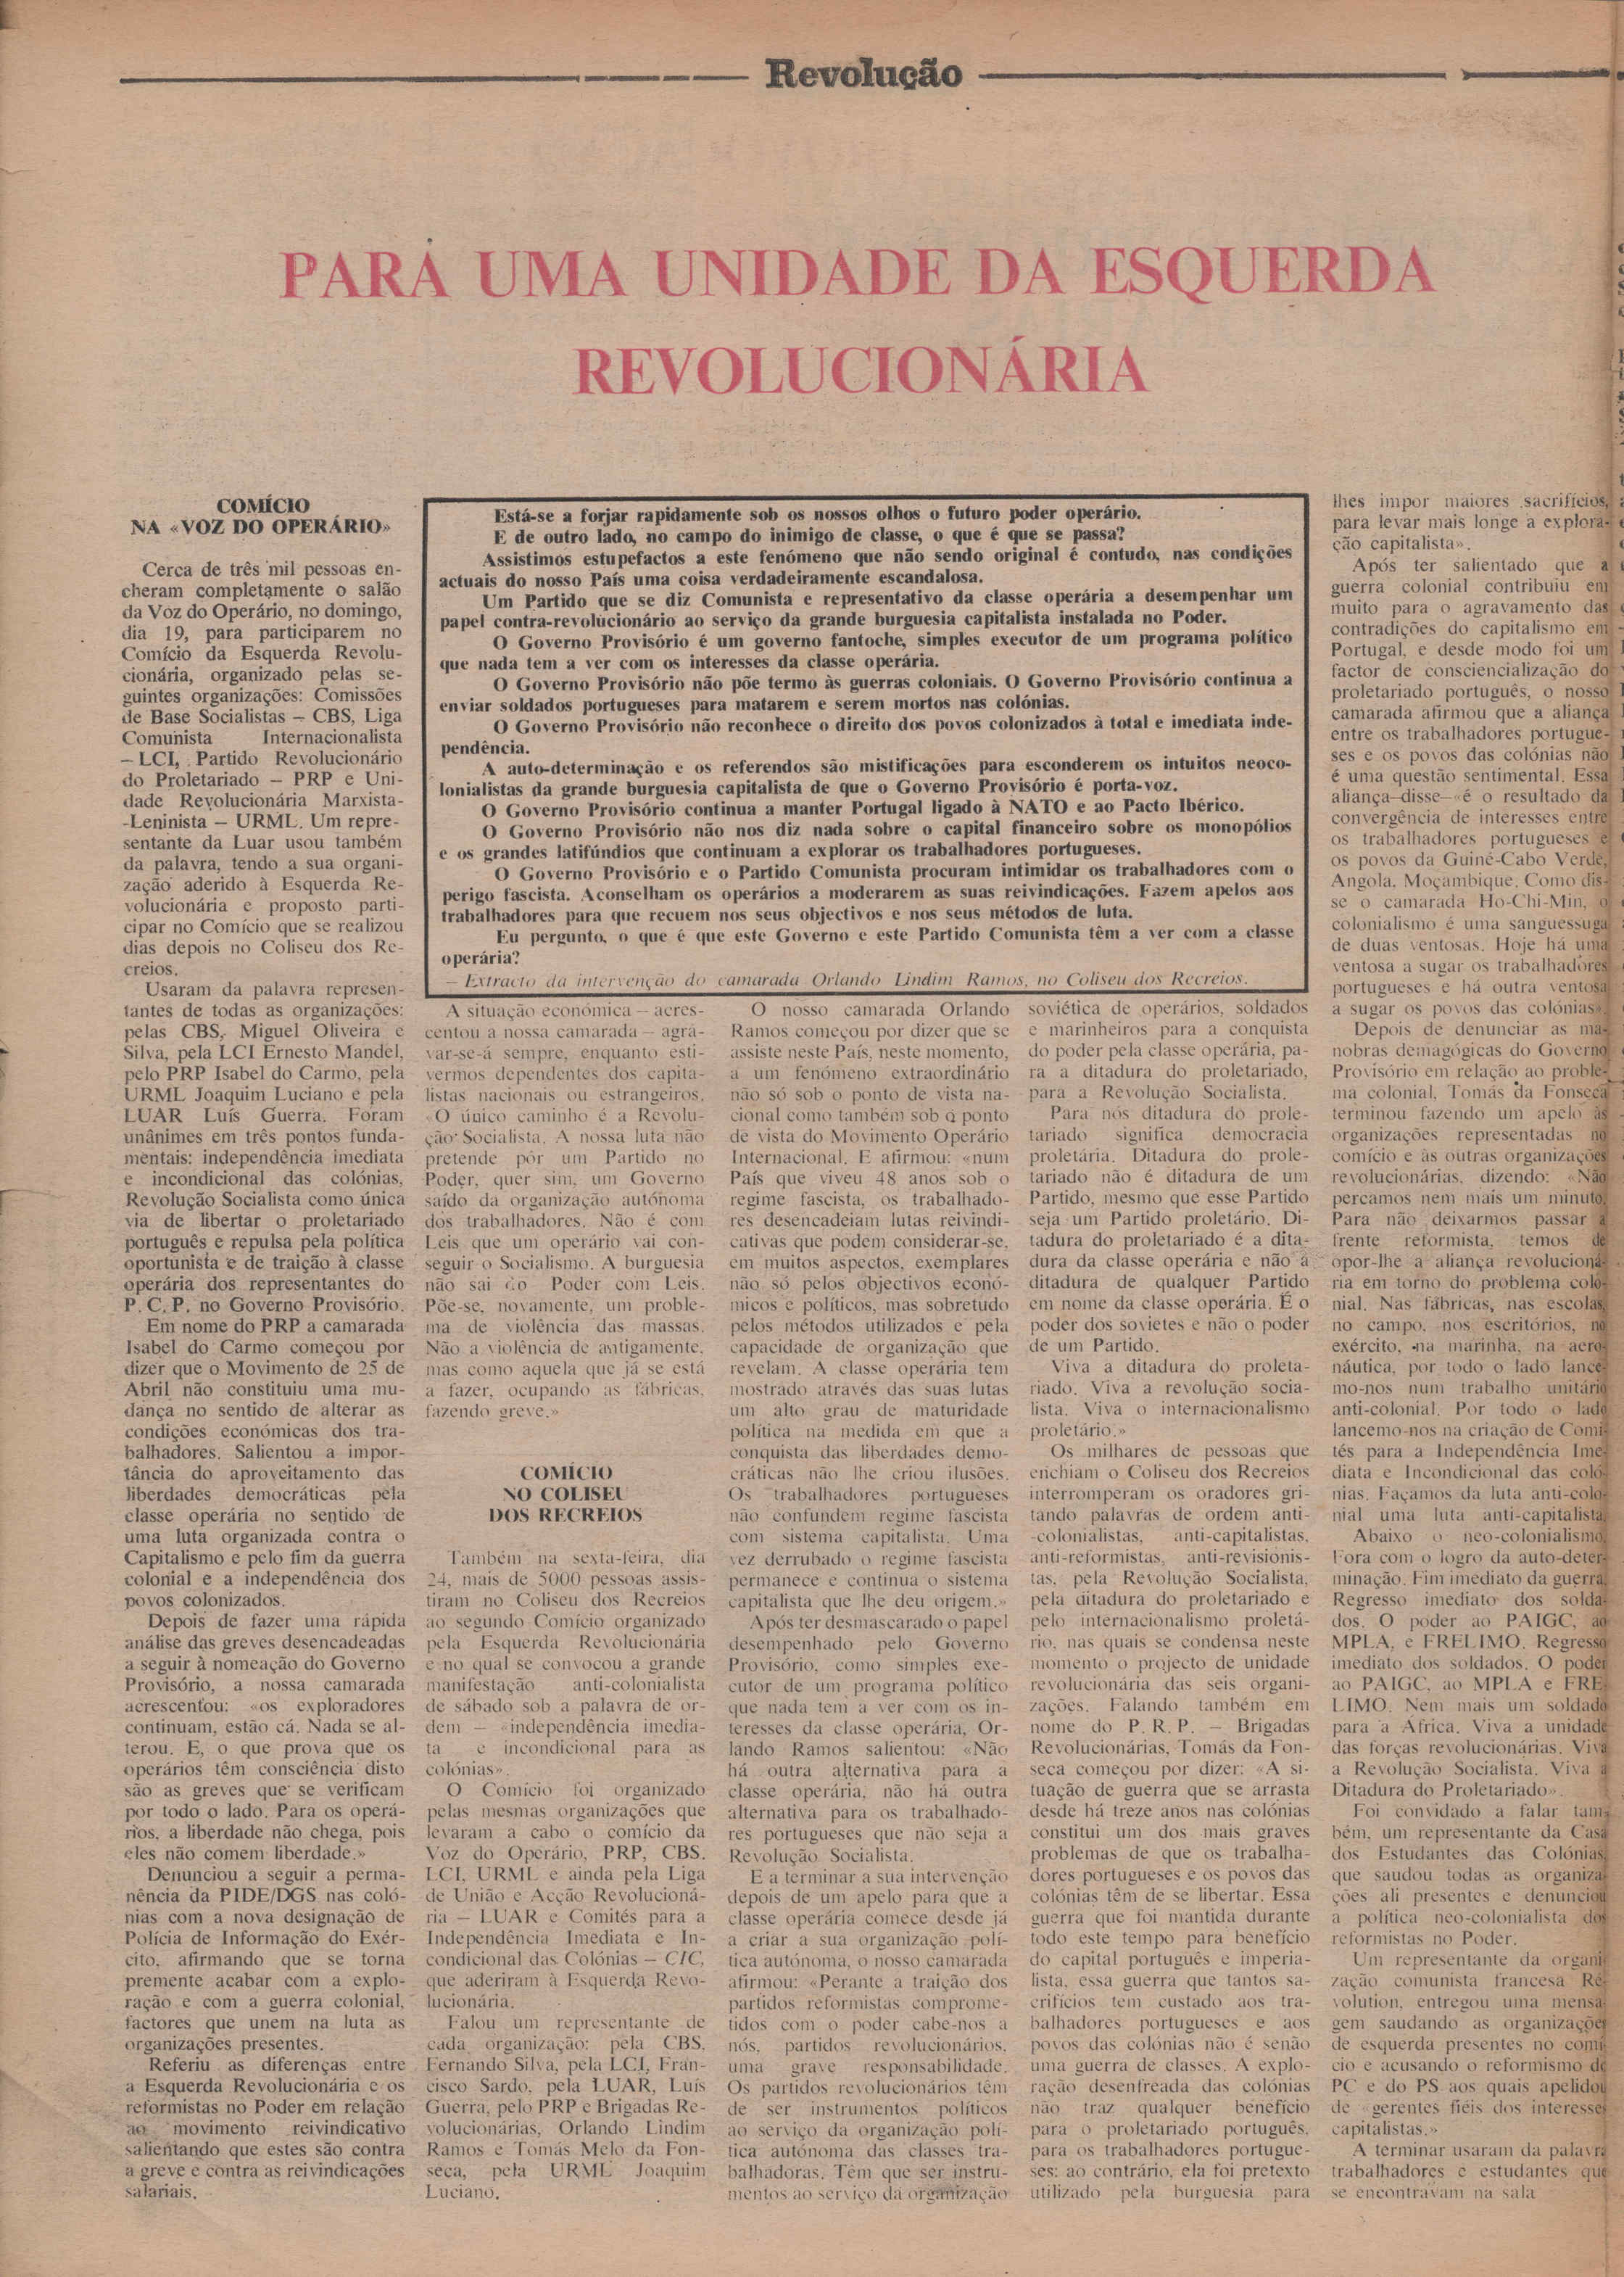 Revolução
PARA UMA UNIDADE DA ESQUERDA
REVOLUCIONÁRIA
COMÍCIO
NA «VOZ DO OPERÁRIO»
Cerca de três mil pessoas en-
cheram completamente o salão
da Voz do Operário, no domingo,
dia 19, para participarem no
Comício da Esquerda Revolu-
cionária, organizado pelas se-
guintes organizações: Comissões
de Base Socialistas – CBS, Liga
Comunista Internacionalista
– LCI, Partido Revolucionário
do Proletariado – PRP e Uni-
dade Revolucionária Marxista-
-Leninista – URML. Um repre-
sentante da Luar usou também
da palavra, tendo a sua organi-
zação aderido à Esquerda Re-
volucionária e proposto parti-
cipar no Comício que se realizou
dias depois no Coliseu dos Re-
creios.
Usaram da palavra represen-
tantes de todas as organizações:
pelas CBS, Miguel Oliveira e
Silva, pela LCI Ernesto Mandel,
pelo PRP Isabel do Carmo, pela
URML Joaquim Luciano e pela
LUAR Luís Guerra. Foram
unânimes em três pontos funda-
mentais: independência imediata
e incondicional das colónias,
Revolução Socialista como única
via de libertar o proletariado
português e repulsa pela política
oportunista e de traição à classe
operária dos representantes do
P. C. P. no Governo Provisório.
Em nome do PRP a camarada
Isabel do Carmo começou por
dizer que o Movimento de 25 de
Abril não constituiu uma mu-
dança no sentido de alterar as
condições económicas dos tra-
balhadores. Salientou a impor-
tância do aproveitamento das
liberdades democráticas pela
classe operária no sentido de
uma luta organizada contra o
Capitalismo e pelo fim da guerra
colonial e a independência dos
povos colonizados.
Depois de fazer uma rápida
análise das greves desencadeadas
a seguir à nomeação do Governo
Provisório, a nossa camarada
acrescentou: «os exploradores
continuam, estão cá. Nada se al-
terou. E, o que prova que os
operários têm consciência disto
são as greves que se verificam
por todo o lado. Para os operá-
rios, a liberdade não chega, pois
eles não comem liberdade.»
Denunciou a seguir a perma-
nência da PIDE/DGS nas coló-
nias com a nova designação de
Polícia de Informação do Exér-
cito, afirmando que se torna
premente acabar com a explo-
ração e com a guerra colonial,
factores que unem na luta as
organizações presentes.
Referiu as diferenças entre
a Esquerda Revolucionária e os
reformistas no Poder em relação
ao movimento reivindicativo
salientando que estes são contra
a greve e contra as reivindicações
salariais.
Está-se a forjar rapidamente sob os nossos olhos o futuro poder operário.
E de outro lado, no campo do inimigo de classe, o que é que se passa?
Assistimos estupefactos a este fenómeno que não sendo original é contudo, nas condições
actuais do nosso País uma coisa verdadeiramente escandalosa.
Um Partido que se diz Comunista e representativo da classe operária a desempenhar um
papel contra-revolucionário ao serviço da grande burguesia capitalista instalada no Poder.
O Governo Provisório é um governo fantoche, simples executor de um programa político
que nada tem a ver com os interesses da classe operária.
O Governo Provisório não põe termo às guerras coloniais. O Governo Provisório continua a
enviar soldados portugueses para matarem e serem mortos nas colónias.
O Governo Provisório não reconhece o direito dos povos colonizados à total e imediata inde-
pendência.
A auto-determinação e os referendos são mistificações para esconderem os intuitos neoco-
lonialistas da grande burguesia capitalista de que o Governo Provisório é porta-voz.
O Governo Provisório continua a manter Portugal ligado à NATO e ao Pacto Ibérico.
O Governo Provisório não nos diz nada sobre o capital financeiro sobre os monopólios
e os grandes latifúndios que continuam a explorar os trabalhadores portugueses.
O Governo Provisório e o Partido Comunista procuram intimidar os trabalhadores com o
perigo fascista. Aconselham os operários a moderarem as suas reivindicações. Fazem apelos aos
trabalhadores para que recuem nos seus objectivos e nos seus métodos de luta.
Eu pergunto, o que é que este Governo e este Partido Comunista têm a ver com a classe
operária?
– Extracto da intervenção do camarada Orlando Lindim Ramos, no Coliseu dos Recreios.
A situação económica – acres-
centou a nossa camarada – agra-
var-se-á sempre, enquanto esti-
vermos dependentes dos capita-
listas nacionais ou estrangeiros.
«O único caminho é a Revolu-
ção Socialista. A nossa luta não
pretende pôr um Partido no
Poder, quer sim, um Governo
saído da organização autónoma
dos trabalhadores. Não é com
Leis que um operário vai con-
seguir o Socialismo. A burguesia
não sai do Poder com Leis.
Põe-se, novamente, um proble-
ma de violência das massas.
Não a violência de antigamente,
mas como aquela que já se está
a fazer, ocupando as fábricas,
fazendo greve.»
COMÍCIO
NO COLISEU
DOS RECREIOS
Também na sexta-feira, dia
24, mais de 5000 pessoas assis-
tiram no Coliseu dos Recreios
ao segundo Comício organizado
pela Esquerda Revolucionária
e no qual se convocou a grande
manifestação anti-colonialista
de sábado sob a palavra de or-
dem – «independência imedia-
ta e incondicional para as
colónias».
O Comício foi organizado
pelas mesmas organizações que
levaram a cabo o comício da
Voz do Operário, PRP, CBS,
LCI, URML e ainda pela Liga
de União e Acção Revolucioná-
ria – LUAR e Comités para a
Independência Imediata e In-
condicional das Colónias – CIC,
que aderiram à Esquerda Revo-
lucionária.
Falou um representante de
cada organização: pela CBS,
Fernando Silva, pela LCI, Fran-
cisco Sardo, pela LUAR, Luís
Guerra, pelo PRP e Brigadas Re-
volucionárias, Orlando Lindim
Ramos e Tomás Melo da Fon-
seca, pela URML Joaquim
Luciano.
O nosso camarada Orlando
Ramos começou por dizer que se
assiste neste País, neste momento,
a um fenómeno extraordinário
não só sob o ponto de vista na-
cional como também sob o ponto
de vista do Movimento Operário
Internacional. E afirmou: «num
País que viveu 48 anos sob o
regime fascista, os trabalhado-
res desencadeiam lutas reivindi-
cativas que podem considerar-se,
em muitos aspectos, exemplares
não só pelos objectivos econó-
micos e políticos, mas sobretudo
pelos métodos utilizados e pela
capacidade de organização que
revelam. A classe operária tem
mostrado através das suas lutas
um alto grau de maturidade
política na medida em que a
conquista das liberdades demo-
cráticas não lhe criou ilusões.
Os trabalhadores portugueses
não confundem regime fascista
com sistema capitalista. Uma
vez derrubado o regime fascista
permanece e continua o sistema
capitalista que lhe deu origem.»
Após ter desmascarado o papel
desempenhado pelo Governo
Provisório, como simples exe-
cutor de um programa político
que nada tem a ver com os in-
teresses da classe operária, Or-
lando Ramos salientou: «Não
há outra alternativa para a
classe operária, não há outra
alternativa para os trabalhado-
res portugueses que não seja a
Revolução Socialista.
E a terminar a sua intervenção
depois de um apelo para que a
classe operária comece desde já
a criar a sua organização polí-
tica autónoma, o nosso camarada
afirmou: «Perante a traição dos
partidos reformistas comprome-
tidos com o poder cabe-nos a
nós, partidos revolucionários,
uma grave responsabilidade.
Os partidos revolucionários têm
de ser instrumentos políticos
ao serviço da organização polí-
tica autónoma das classes tra-
balhadoras. Têm que ser instru-
mentos ao serviço da organização
soviética de operários, soldados
e marinheiros para a conquista
do poder pela classe operária, pa-
ra a ditadura do proletariado,
para a Revolução Socialista.
Para nós ditadura do prole-
tariado significa democracia
proletária. Ditadura do prole-
tariado não é ditadura de um
Partido, mesmo que esse Partido
seja um Partido proletário. Di-
tadura do proletariado é a dita-
dura da classe operária e não a
ditadura de qualquer Partido
em nome da classe operária. É o
poder dos sovietes e não o poder
de um Partido.
Viva a ditadura do proleta-
riado. Viva a revolução socia-
lista. Viva o internacionalismo
proletário.»
Os milhares de pessoas que
enchiam o Coliseu dos Recreios
interromperam os oradores gri-
tando palavras de ordem anti-
-colonialistas, anti-capitalistas,
anti-reformistas, anti-revisionis-
tas, pela Revolução Socialista,
pela ditadura do proletariado e
pelo internacionalismo proletá-
rio, nas quais se condensa neste
momento o projecto de unidade
revolucionária das seis organi-
zações. Falando também em
nome do P. R. P. – Brigadas
Revolucionárias, Tomás da Fon-
seca começou por dizer: «A si-
tuação de guerra que se arrasta
desde há treze anos nas colónias
constitui um dos mais graves
problemas de que os trabalha-
dores portugueses e os povos das
colónias têm de se libertar. Essa
guerra que foi mantida durante
todo este tempo para benefício
do capital português e imperia-
lista, essa guerra que tantos sa-
crifícios tem custado aos tra-
balhadores portugueses e aos
povos das colónias não é senão
uma guerra de classes. A explo-
ração desenfreada das colónias
não traz qualquer benefício
para o proletariado português,
para os trabalhadores portugue-
ses: ao contrário, ela foi pretexto
utilizado pela burguesia para
lhes impor maiores sacrifícios,
para levar mais longe a explora-
ção capitalista».
Após ter salientado que a
guerra colonial contribuiu em
muito para o agravamento das
contradições do capitalismo em
Portugal, e desde modo foi um
factor de consciencialização do
proletariado português, o nosso
camarada afirmou que a aliança
entre os trabalhadores portugue-
ses e os povos das colónias não
é uma questão sentimental. Essa
aliança–disse–«é o resultado da
convergência de interesses entre
os trabalhadores portugueses e
os povos da Guiné-Cabo Verde,
Angola, Moçambique. Como dis-
se o camarada Ho-Chi-Min, o
colonialismo é uma sanguessuga
de duas ventosas. Hoje há uma
ventosa a sugar os trabalhadores
portugueses e há outra ventosa
a sugar os povos das colónias».
Depois de denunciar as ma-
nobras demagógicas do Governo
Provisório em relação ao proble-
ma colonial, Tomás da Fonseca
terminou fazendo um apelo às
organizações representadas no
comício e às outras organizações
revolucionárias, dizendo: «Não
percamos nem mais um minuto.
Para não deixarmos passar a
frente reformista, temos de
opor-lhe a aliança revolucioná-
ria em torno do problema colo-
nial. Nas fábricas, nas escolas,
no campo, nos escritórios, no
exército, na marinha, na aero-
náutica, por todo o lado lance-
mo-nos num trabalho unitário
anti-colonial. Por todo o lado
lancemo-nos na criação de Comi-
tés para a Independência Ime-
diata e Incondicional das coló-
nias. Façamos da luta anti-colo-
nial uma luta anti-capitalista.
Abaixo o neo-colonialismo.
Fora com o logro da auto-deter-
minação. Fim imediato da guerra.
Regresso imediato dos solda-
dos. O poder ao PAIGC, ao
MPLA, e FRELIMO. Regresso
imediato dos soldados. O poder
ao PAIGC, ao MPLA e FRE-
LIMO. Nem mais um soldado
para a África. Viva a unidade
das forças revolucionárias. Viva
a Revolução Socialista. Viva a
Ditadura do Proletariado».
Foi convidado a falar tam-
bém, um representante da Casa
dos Estudantes das Colónias,
que saudou todas as organiza-
ções ali presentes e denunciou
a política neo-colonialista dos
reformistas no Poder.
Um representante da organi-
zação comunista francesa Ré-
volution, entregou uma mensa-
gem saudando as organizações
de esquerda presentes no comí-
cio e acusando o reformismo do
PC e do PS aos quais apelidou
de «gerentes fiéis dos interesses
capitalistas.»
A terminar usaram da palavra
trabalhadores e estudantes que
se encontravam na sala